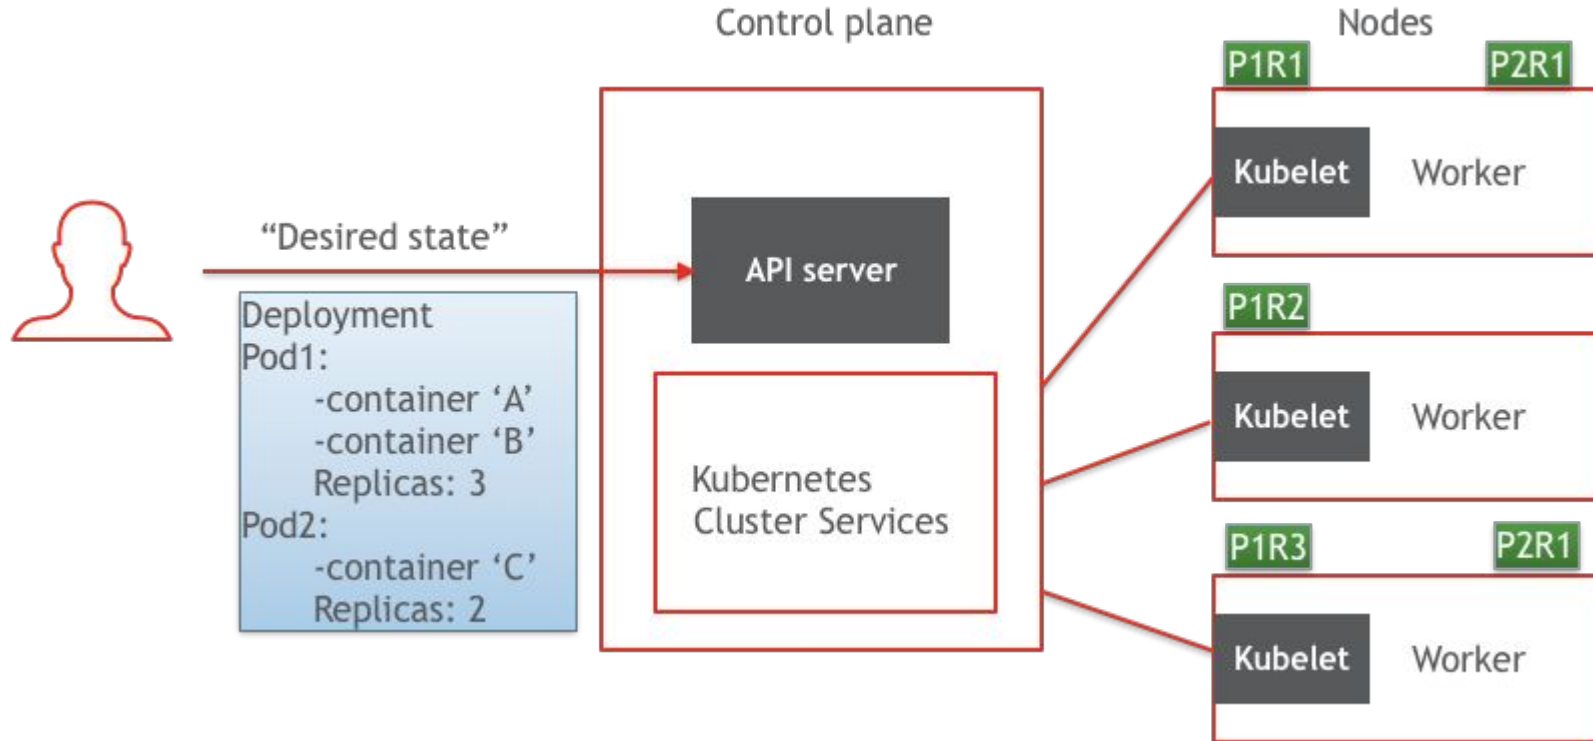 Control plane
Nodes
“Desired state”
Deployment
Pod1:
-container ‘A’
-container ‘B’
Replicas: 3
Pod2:
-container ‘C’
Replicas: 2
API server
Kubernetes
Cluster Services
P1R1
P2R1
Kubelet
Worker
P1R2
Kubelet
Worker
P1R3
P2R1
Kubelet
Worker